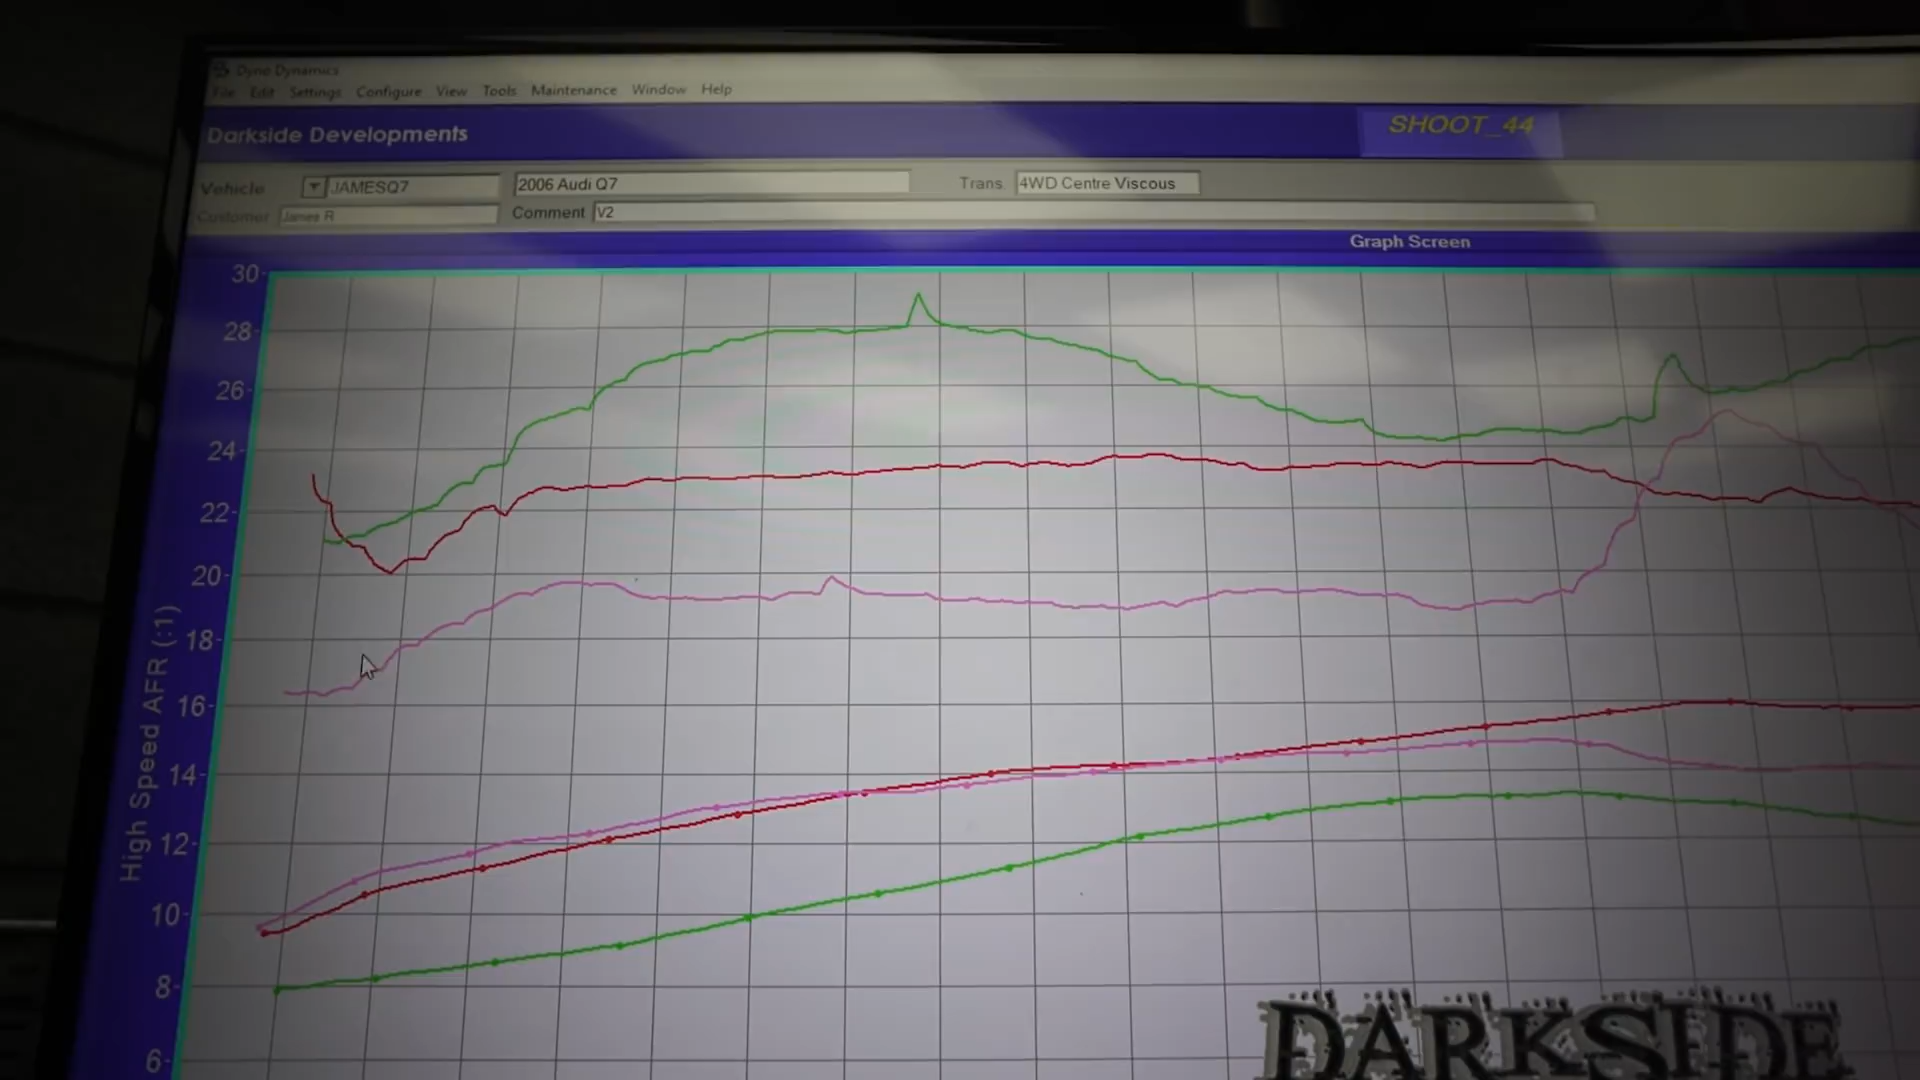 Dyno Dynamics
File Edit Settings Configure View Tools Maintenance Window Help
Darkside Developments
SHOOT_44
Vehicle JAMESQ7 2006 Audi Q7 Trans. 4WD Centre Viscous
Customer James R Comment V2
Graph Screen
30
28
26
24
22
20
18
16
14
12
10
8
6
High Speed AFR (:1)
DARKSIDE